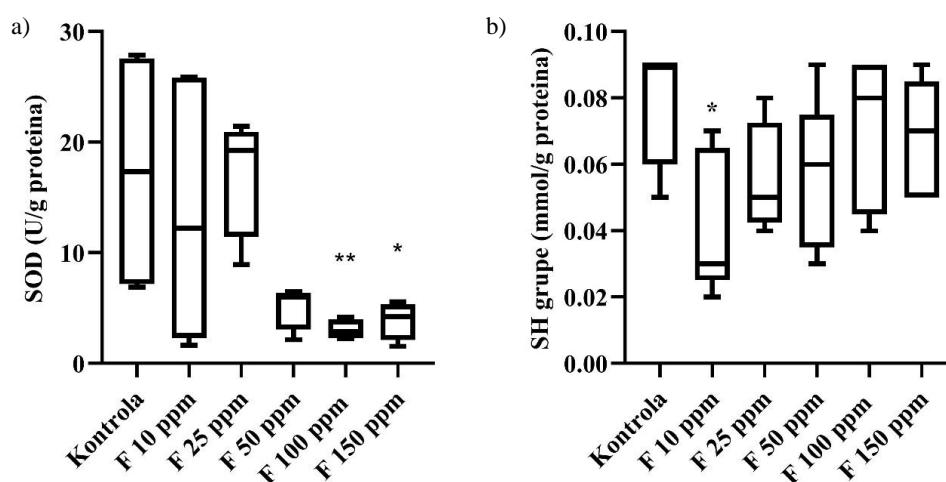 a)
SOD (U/g proteina)
30
20
10
0
**
*
Kontrola
F 10 ppm
F 25 ppm
F 50 ppm
F 100 ppm
F 150 ppm
b)
SH grupe (mmol/g proteina)
0.10
0.08
0.06
0.04
0.02
0.00
*
Kontrola
F 10 ppm
F 25 ppm
F 50 ppm
F 100 ppm
F 150 ppm